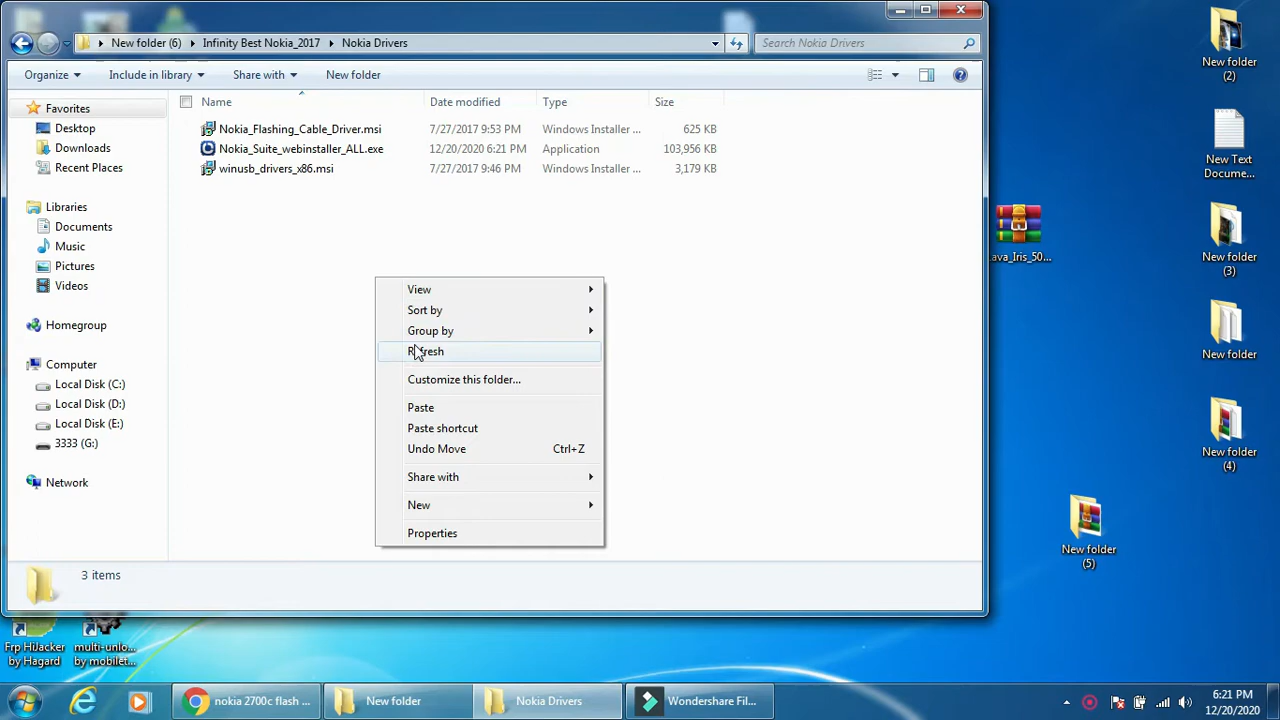 New folder (6) Infinity Best Nokia_2017 Nokia Drivers
Search Nokia Drivers
Organize Include in library Share with New folder
Favorites
Desktop
Downloads
Recent Places
Libraries
Documents
Music
Pictures
Videos
Homegroup
Computer
Local Disk (C:)
Local Disk (D:)
Local Disk (E:)
3333 (G:)
Network
Name Date modified Type Size
Nokia_Flashing_Cable_Driver.msi 7/27/2017 9:53 PM Windows Installer ... 625 KB
Nokia_Suite_webinstaller_ALL.exe 12/20/2020 6:21 PM Application 103,956 KB
winusb_drivers_x86.msi 7/27/2017 9:46 PM Windows Installer ... 3,179 KB
View
Sort by
Group by
Refresh
Customize this folder...
Paste
Paste shortcut
Undo Move Ctrl+Z
Share with
New
Properties
3 items
New folder
(2)
New Text
Docume...
New folder
(3)
ava_Iris_50...
New folder
New folder
(4)
New folder
(5)
Frp HiJacker
by Hagard
multi-unlo...
by mobilet...
nokia 2700c flash ...
New folder
Nokia Drivers
Wondershare Fil...
6:21 PM
12/20/2020